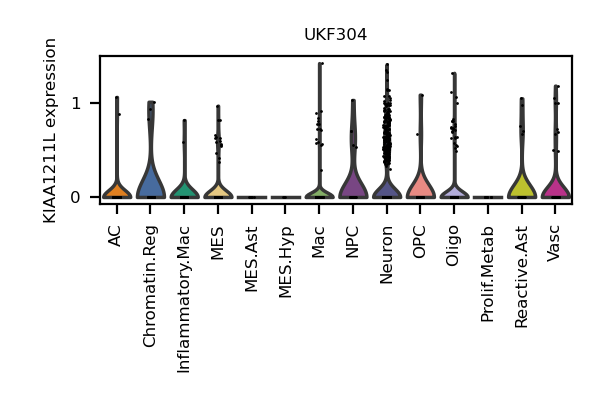 UKF304
KIAA1211L expression
1
0
AC
Chromatin.Reg
Inflammatory.Mac
MES
MES.Ast
MES.Hyp
Mac
NPC
Neuron
OPC
Oligo
Prolif.Metab
Reactive.Ast
Vasc